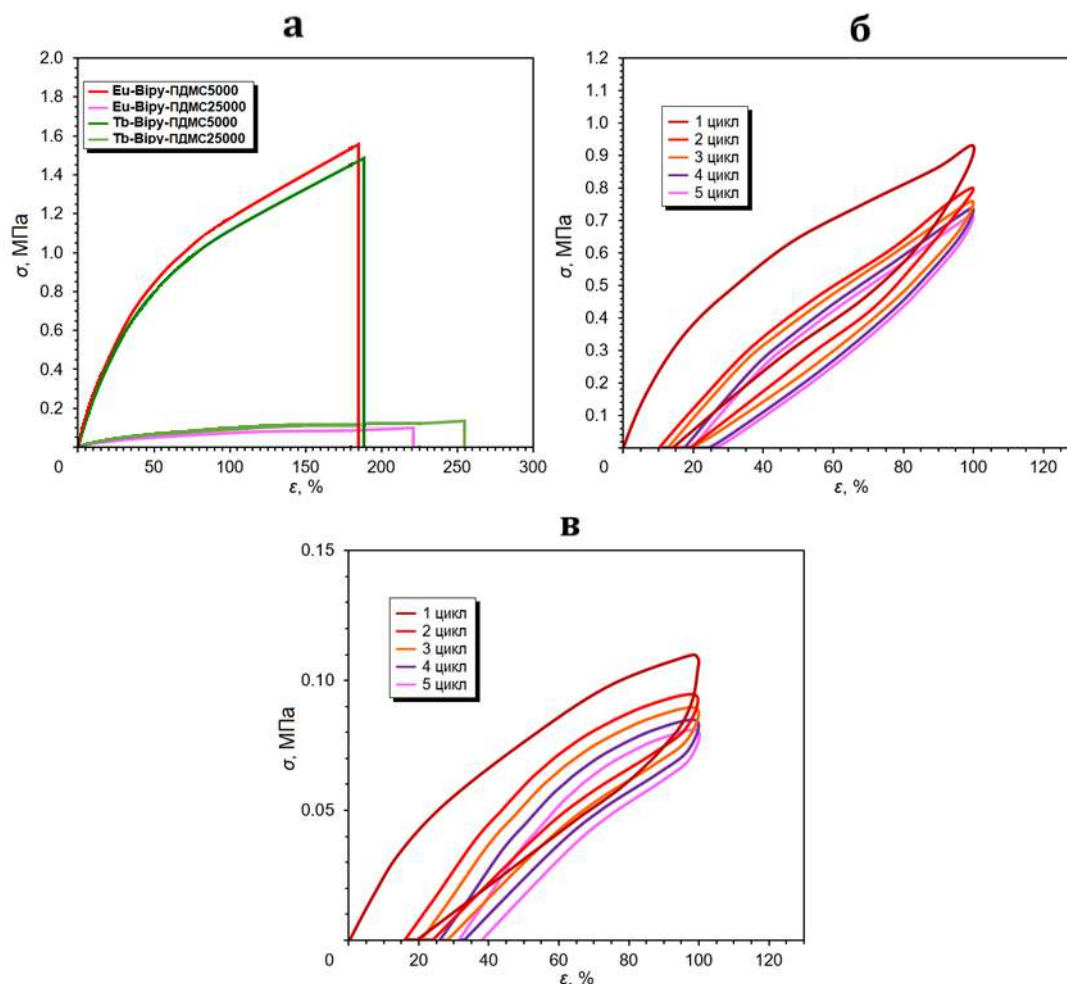 а
σ, МПа
2.0
1.8
1.6
1.4
1.2
1.0
0.8
0.6
0.4
0.2
0
50
100
150
200
250
300
ε, %
Eu-Bipy-ПДМС5000
Eu-Bipy-ПДМС25000
Tb-Bipy-ПДМС5000
Tb-Bipy-ПДМС25000
б
σ, МПа
1.2
1.1
1.0
0.9
0.8
0.7
0.6
0.5
0.4
0.3
0.2
0.1
0
20
40
60
80
100
120
ε, %
1 цикл
2 цикл
3 цикл
4 цикл
5 цикл
в
σ, МПа
0.15
0.10
0.05
0
0
20
40
60
80
100
120
ε, %
1 цикл
2 цикл
3 цикл
4 цикл
5 цикл